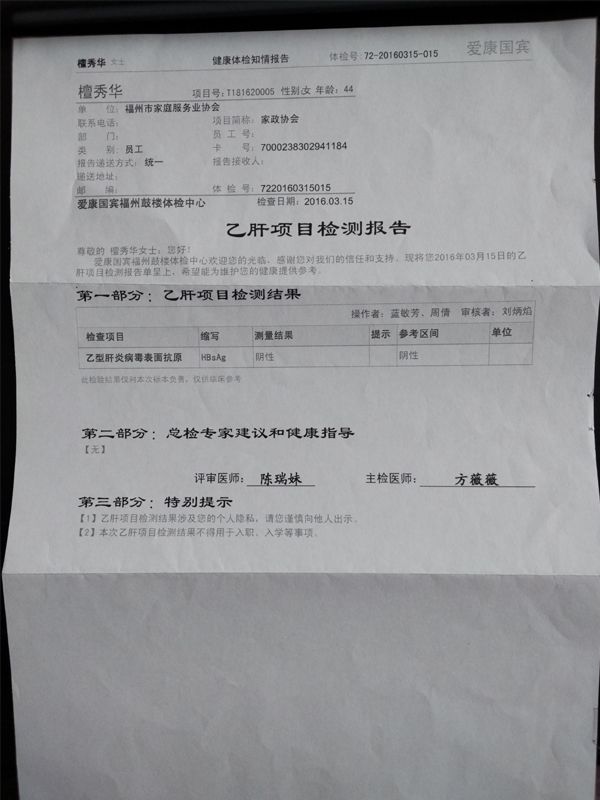 檀秀华 女士 健康体检知情报告 体检号:72-20160315-015 爱康国宾
檀秀华 项目号:T181620005 性别:女 年龄:44
单 位:福州市家庭服务业协会
联系电话: 项目简称:家政协会
部 门: 员 工 号:
类 别:员工 卡 号:7000238302941184
报告递送方式:统一 报告接收人:
递送地址:
邮 编: 体 检 号:7220160315015
爱康国宾福州鼓楼体检中心 检查日期:2016.03.15
乙肝项目检测报告
尊敬的 檀秀华女士:您好!
爱康国宾福州鼓楼体检中心欢迎您的光临,感谢您对我们的信任和支持。现将您2016年03月15日的乙
肝项目检测报告单呈上,希望能为维护您的健康提供参考。
第一部分:乙肝项目检测结果
操作者:蓝敏芳、周倩 审核者:刘炳焰
检查项目 缩写 测量结果 提示 参考区间 单位
乙型肝炎病毒表面抗原 HBsAg 阴性 阴性
此检验结果仅对本次标本负责,仅供临床参考
第二部分:总检专家建议和健康指导
【无】
评审医师: 陈瑞妹 主检医师: 方薇薇
第三部分:特别提示
【1】乙肝项目检测结果涉及您的个人隐私,请您谨慎向他人出示。
【2】本次乙肝项目检测结果不得用于入职、入学等事项。